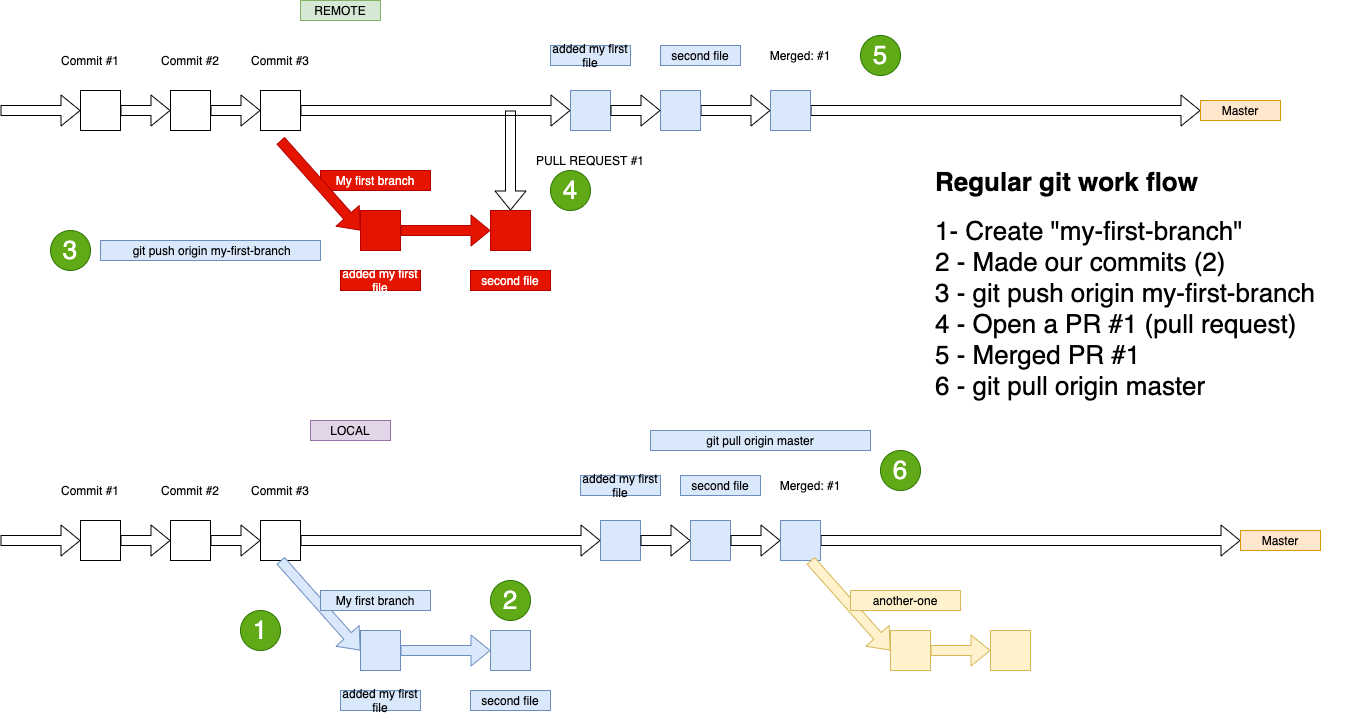 REMOTE
Commit #1
Commit #2
Commit #3
added my first
file
second file
Merged: #1
5
Master
PULL REQUEST #1
4
My first branch
3
git push origin my-first-branch
added my first
file
second file
Regular git work flow
1- Create "my-first-branch"
2 - Made our commits (2)
3 - git push origin my-first-branch
4 - Open a PR #1 (pull request)
5 - Merged PR #1
6 - git pull origin master
LOCAL
git pull origin master
6
Commit #1
Commit #2
Commit #3
added my first
file
second file
Merged: #1
Master
1
My first branch
2
another-one
added my first
file
second file